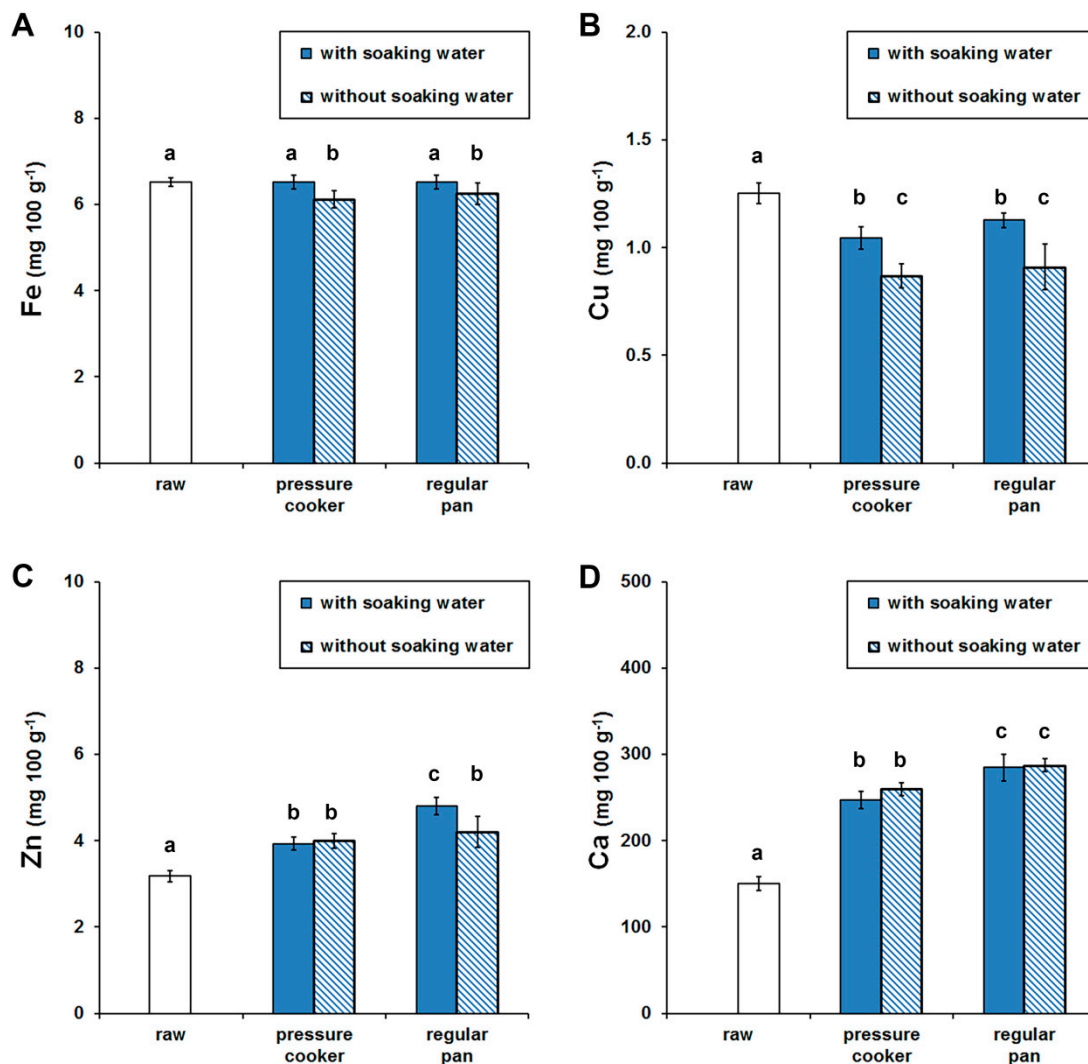 A
10
8
6
4
2
0
Fe (mg 100 g-1)
with soaking water
without soaking water
a a b a b
raw pressure cooker regular pan
B
2.0
1.5
1.0
0.5
0.0
Cu (mg 100 g-1)
with soaking water
without soaking water
a b c b c
raw pressure cooker regular pan
C
10
8
6
4
2
0
Zn (mg 100 g-1)
with soaking water
without soaking water
a b b c b
raw pressure cooker regular pan
D
500
400
300
200
100
0
Ca (mg 100 g-1)
with soaking water
without soaking water
a b b c c
raw pressure cooker regular pan